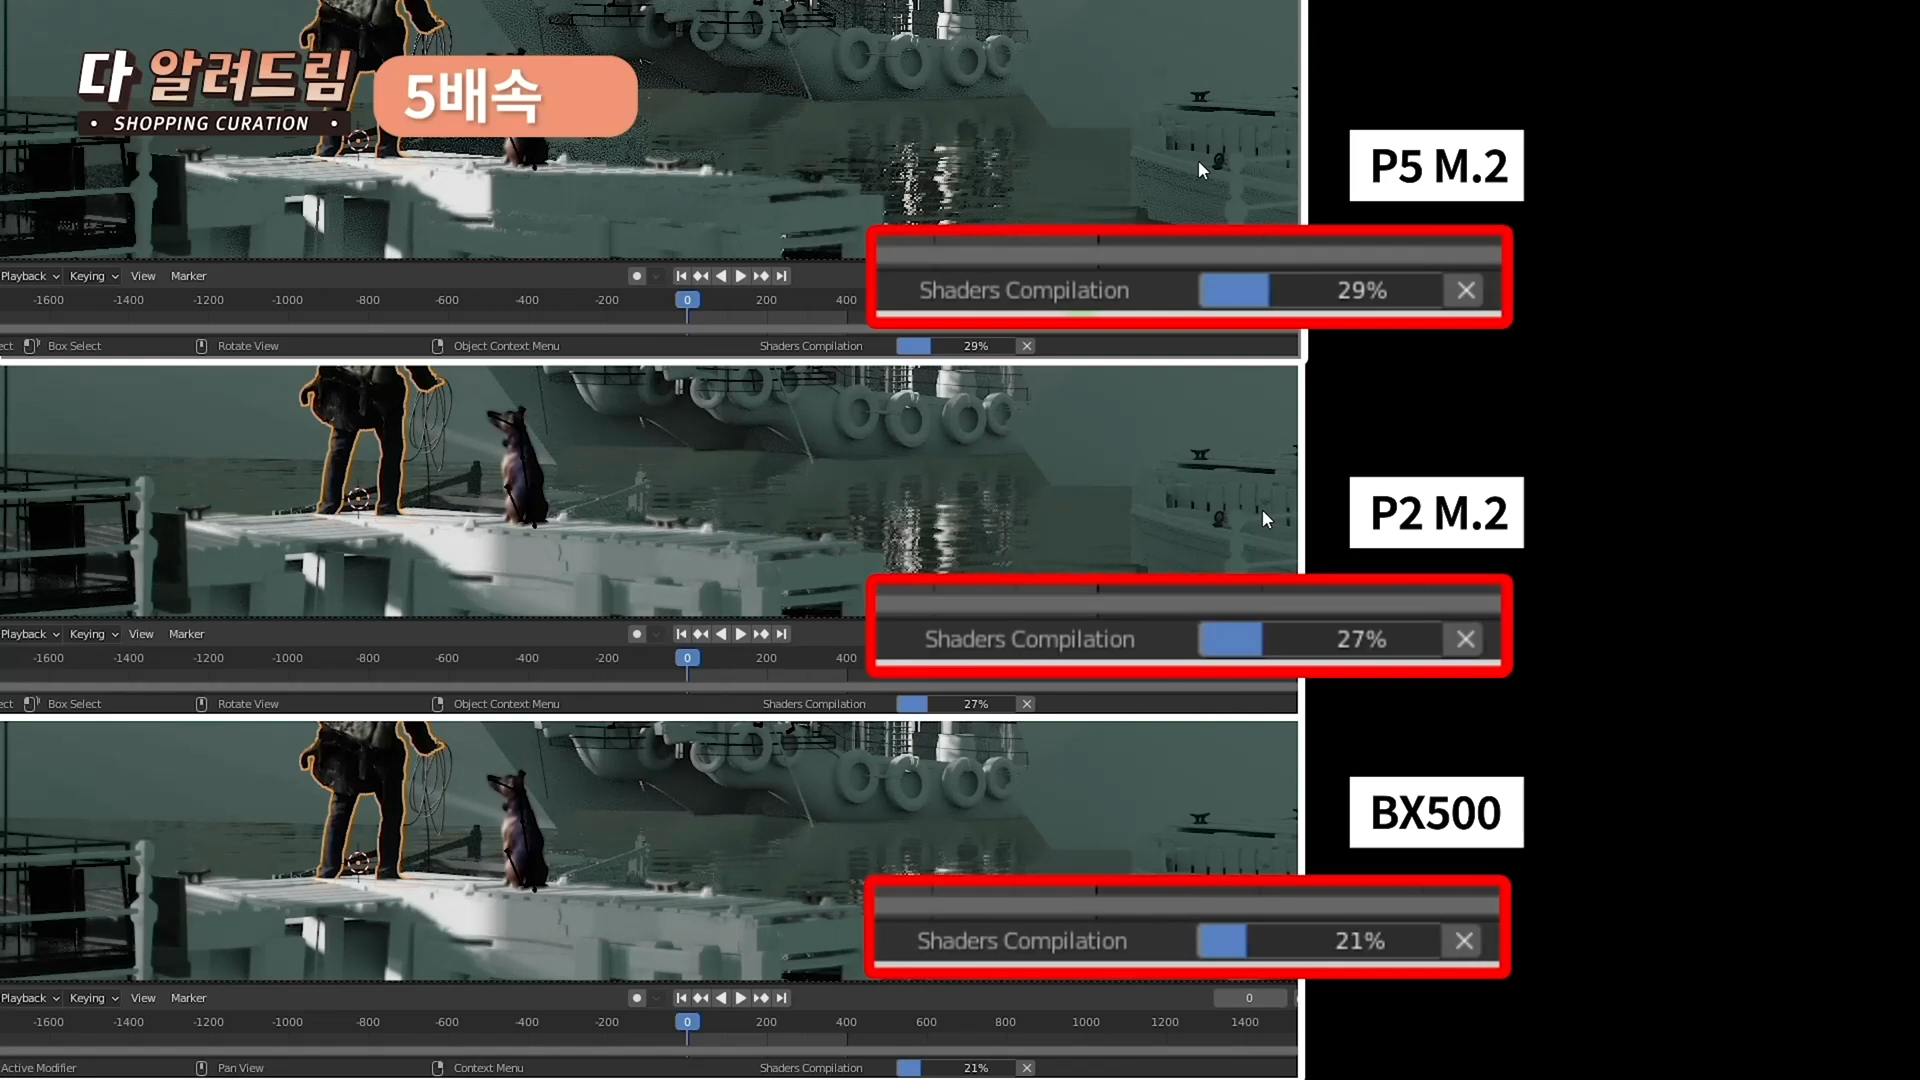 다 알려드림
• SHOPPING CURATION •
5배속
P5 M.2
Shaders Compilation 29%
Playback Keying View Marker
-1600 -1400 -1200 -1000 -800 -600 -400 -200 0 200 400
ect Box Select Rotate View Object Context Menu Shaders Compilation 29%
P2 M.2
Shaders Compilation 27%
Playback Keying View Marker
-1600 -1400 -1200 -1000 -800 -600 -400 -200 0 200 400
ect Box Select Rotate View Object Context Menu Shaders Compilation 27%
BX500
Shaders Compilation 21%
Playback Keying View Marker 0
-1600 -1400 -1200 -1000 -800 -600 -400 -200 0 200 400 600 800 1000 1200 1400
Active Modifier Pan View Context Menu Shaders Compilation 21%